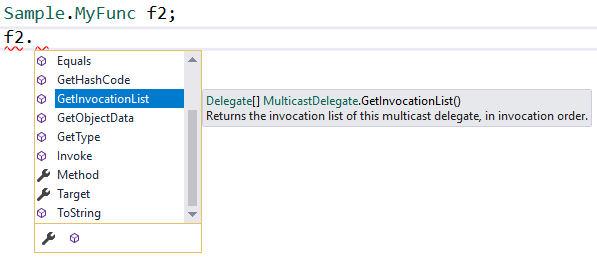 Sample.MyFunc f2;
f2.
Equals
GetHashCode
GetInvocationList
GetObjectData
GetType
Invoke
Method
Target
ToString
Delegate[] MulticastDelegate.GetInvocationList()
Returns the invocation list of this multicast delegate, in invocation order.